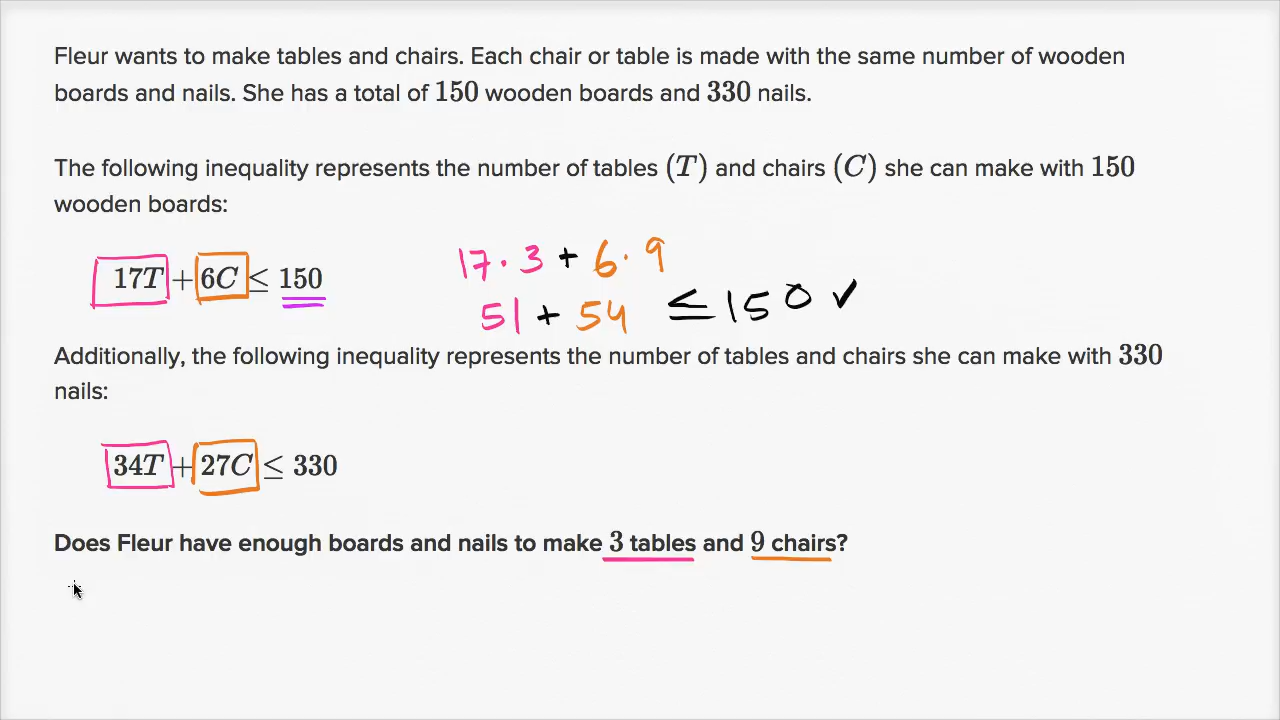 Fleur wants to make tables and chairs. Each chair or table is made with the same number of wooden
boards and nails. She has a total of 150 wooden boards and 330 nails.
The following inequality represents the number of tables (T) and chairs (C) she can make with 150
wooden boards:
17T + 6C ≤ 150
17 · 3 + 6 · 9
51 + 54 ≤ 150 ✓
Additionally, the following inequality represents the number of tables and chairs she can make with 330
nails:
34T + 27C ≤ 330
Does Fleur have enough boards and nails to make 3 tables and 9 chairs?